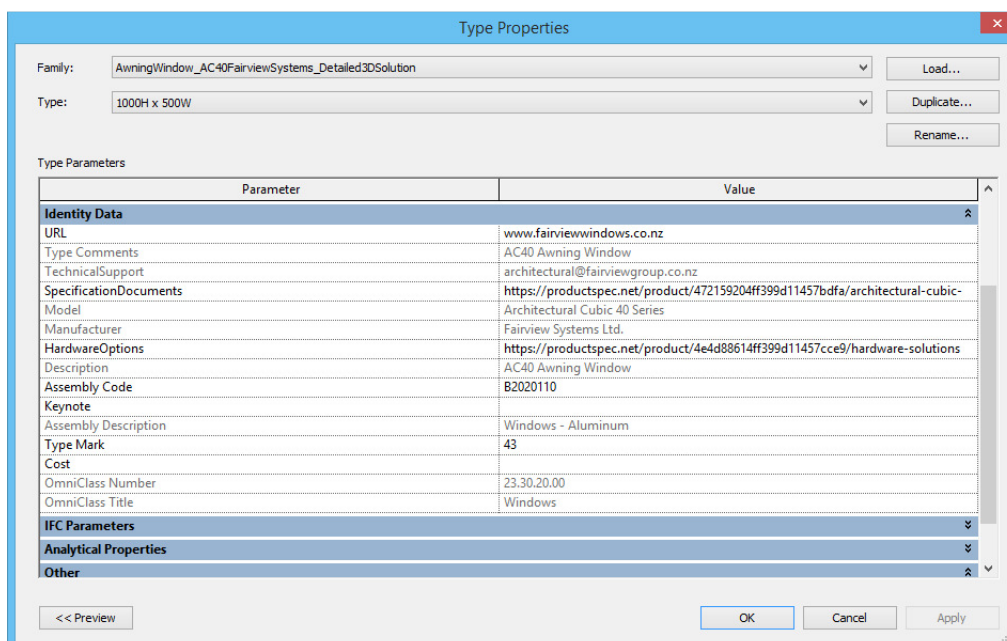 Type Properties
Family: AwningWindow_AC40FairviewSystems_Detailed3DSolution Load...
Type: 1000H x 500W Duplicate...
Rename...
Type Parameters
Parameter Value
Identity Data
URL www.fairviewwindows.co.nz
Type Comments AC40 Awning Window
TechnicalSupport architectural@fairviewgroup.co.nz
SpecificationDocuments https://productspec.net/product/472159204ff399d11457bdfa/architectural-cubic-
Model Architectural Cubic 40 Series
Manufacturer Fairview Systems Ltd.
HardwareOptions https://productspec.net/product/4e4d88614ff399d11457cce9/hardware-solutions
Description AC40 Awning Window
Assembly Code B2020110
Keynote
Assembly Description Windows - Aluminum
Type Mark 43
Cost
OmniClass Number 23.30.20.00
OmniClass Title Windows
IFC Parameters
Analytical Properties
Other
<< Preview OK Cancel Apply